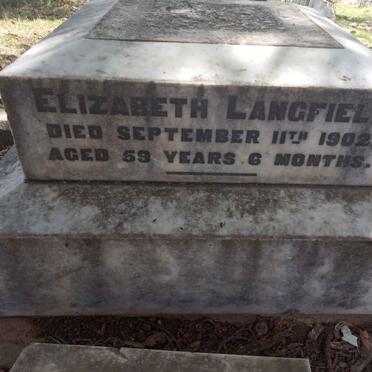 ELIZABETH LANGFIEL
DIED SEPTEMBER 11TH 1902.
AGED 59 YEARS 6 MONTHS.